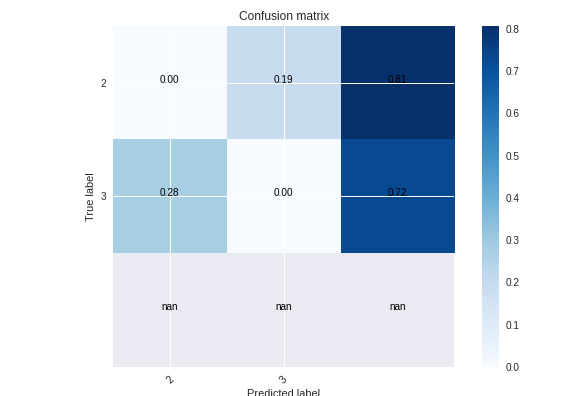 Confusion matrix
True label
2
0.00 0.19 0.81
3
0.28 0.00 0.72
nan nan nan
2 3
Predicted label
0.8
0.7
0.6
0.5
0.4
0.3
0.2
0.1
0.0